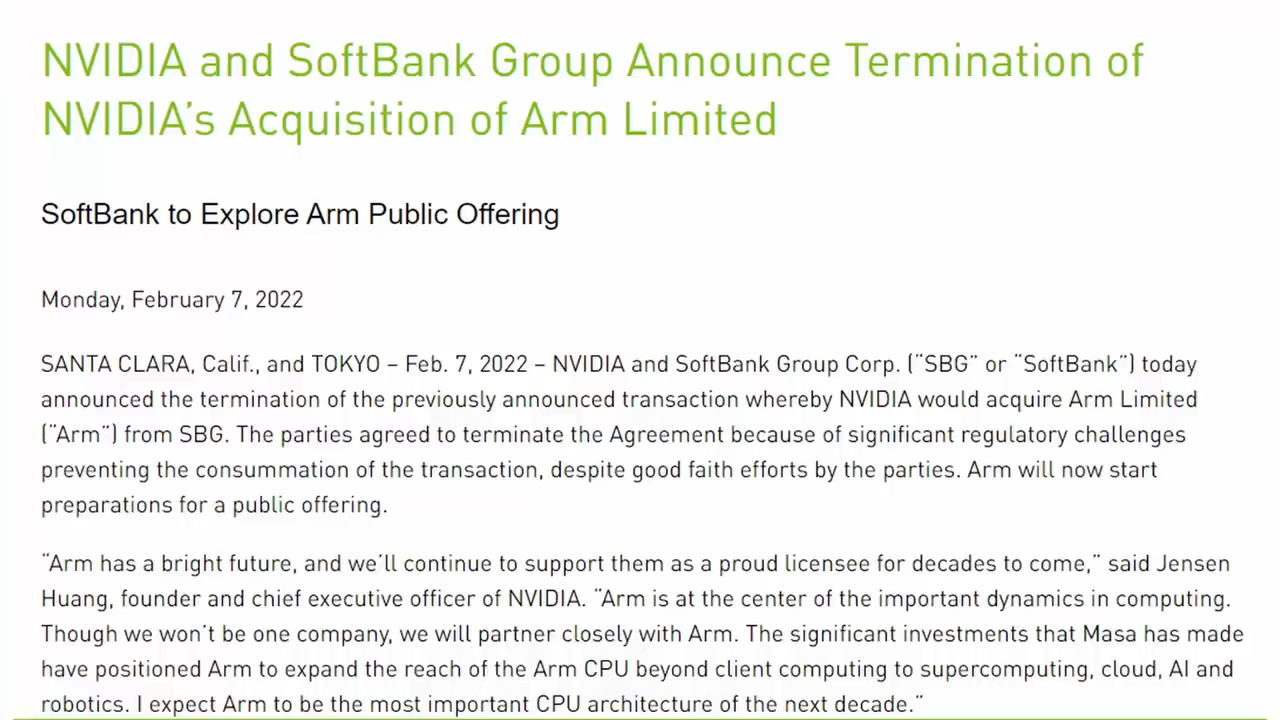 NVIDIA and SoftBank Group Announce Termination of
NVIDIA’s Acquisition of Arm Limited
SoftBank to Explore Arm Public Offering
Monday, February 7, 2022
SANTA CLARA, Calif., and TOKYO – Feb. 7, 2022 – NVIDIA and SoftBank Group Corp. (“SBG” or “SoftBank”) today
announced the termination of the previously announced transaction whereby NVIDIA would acquire Arm Limited
(“Arm”) from SBG. The parties agreed to terminate the Agreement because of significant regulatory challenges
preventing the consummation of the transaction, despite good faith efforts by the parties. Arm will now start
preparations for a public offering.
“Arm has a bright future, and we’ll continue to support them as a proud licensee for decades to come,” said Jensen
Huang, founder and chief executive officer of NVIDIA. “Arm is at the center of the important dynamics in computing.
Though we won’t be one company, we will partner closely with Arm. The significant investments that Masa has made
have positioned Arm to expand the reach of the Arm CPU beyond client computing to supercomputing, cloud, AI and
robotics. I expect Arm to be the most important CPU architecture of the next decade.”